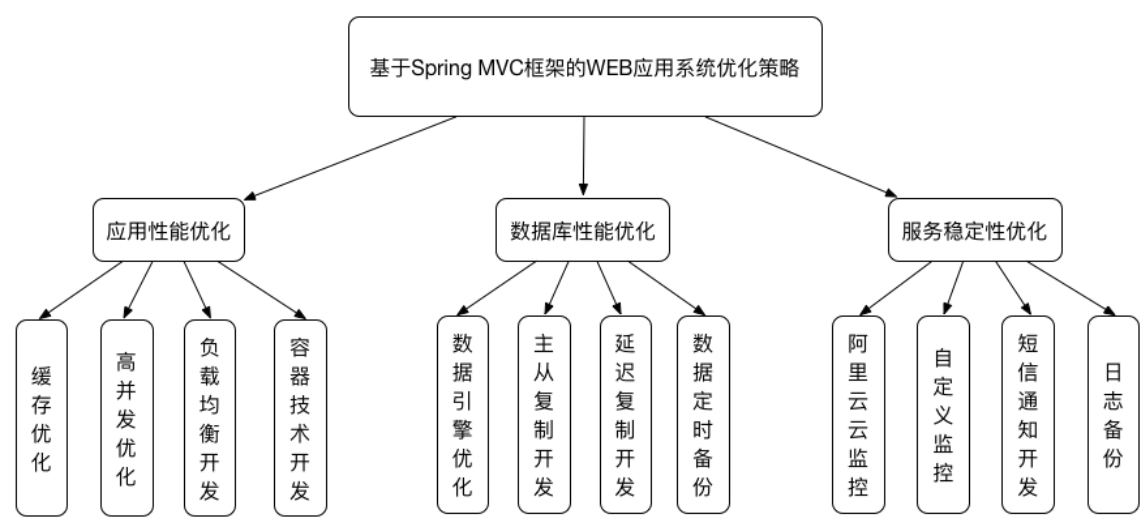 基于Spring MVC框架的WEB应用系统优化策略
应用性能优化
数据库性能优化
服务稳定性优化
缓存优化
高并发优化
负载均衡开发
容器技术开发
数据引擎优化
主从复制开发
延迟复制开发
数据定时备份
阿里云云监控
自定义监控
短信通知开发
日志备份